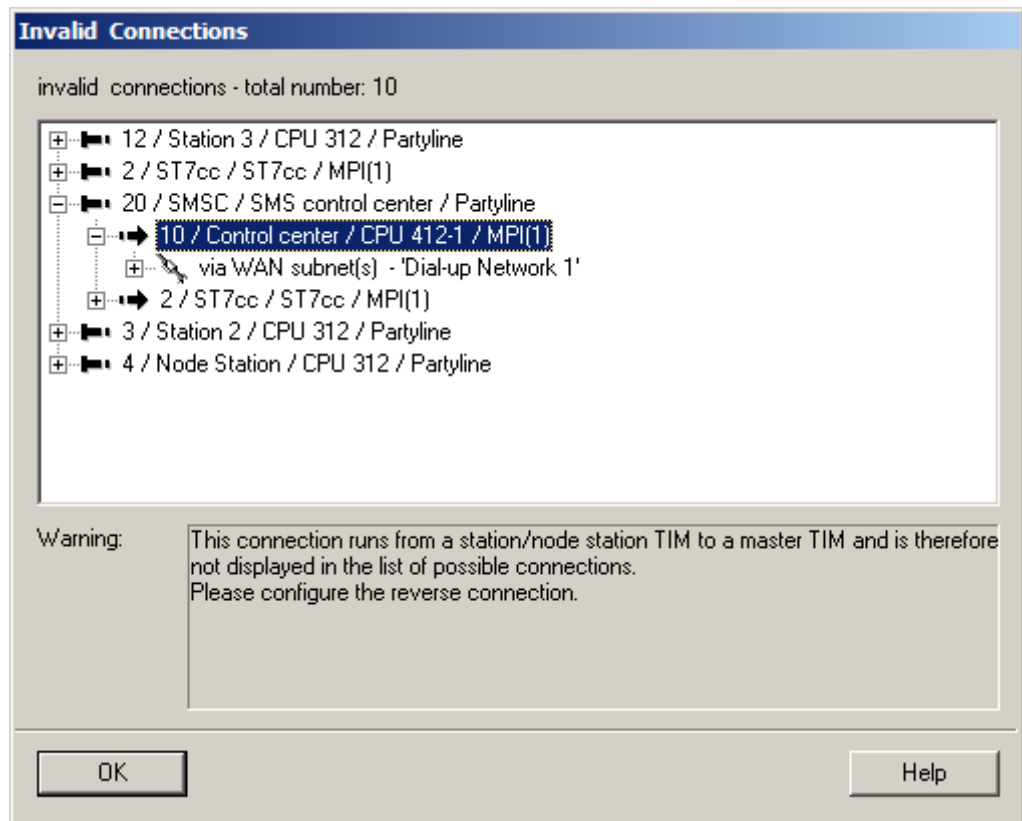 Invalid Connections
invalid connections - total number: 10
12 / Station 3 / CPU 312 / Partyline
2 / ST7cc / ST7cc / MPI(1)
20 / SMSC / SMS control center / Partyline
10 / Control center / CPU 412-1 / MPI(1)
via WAN subnet(s) - 'Dial-up Network 1'
2 / ST7cc / ST7cc / MPI(1)
3 / Station 2 / CPU 312 / Partyline
4 / Node Station / CPU 312 / Partyline
Warning: This connection runs from a station/node station TIM to a master TIM and is therefore
not displayed in the list of possible connections.
Please configure the reverse connection.
OK Help